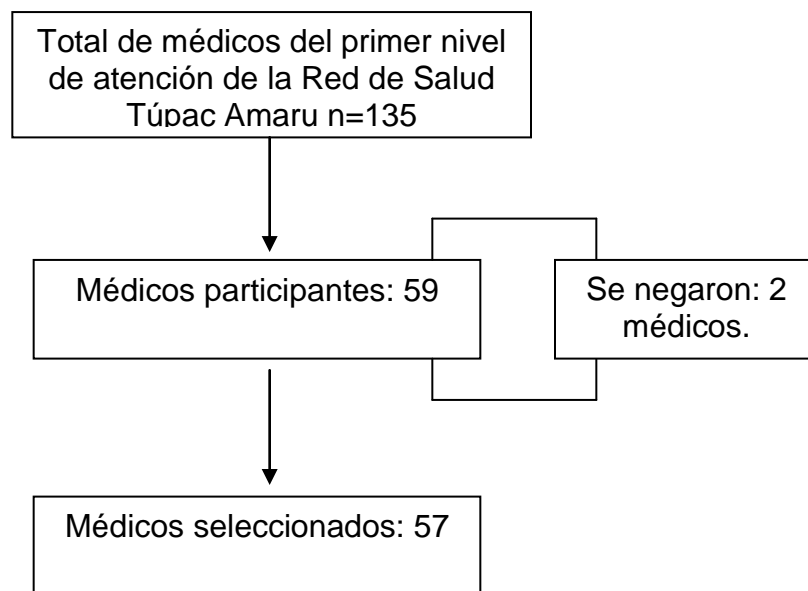 Total de médicos del primer nivel
de atención de la Red de Salud
Túpac Amaru n=135
Médicos participantes: 59
Se negaron: 2
médicos.
Médicos seleccionados: 57